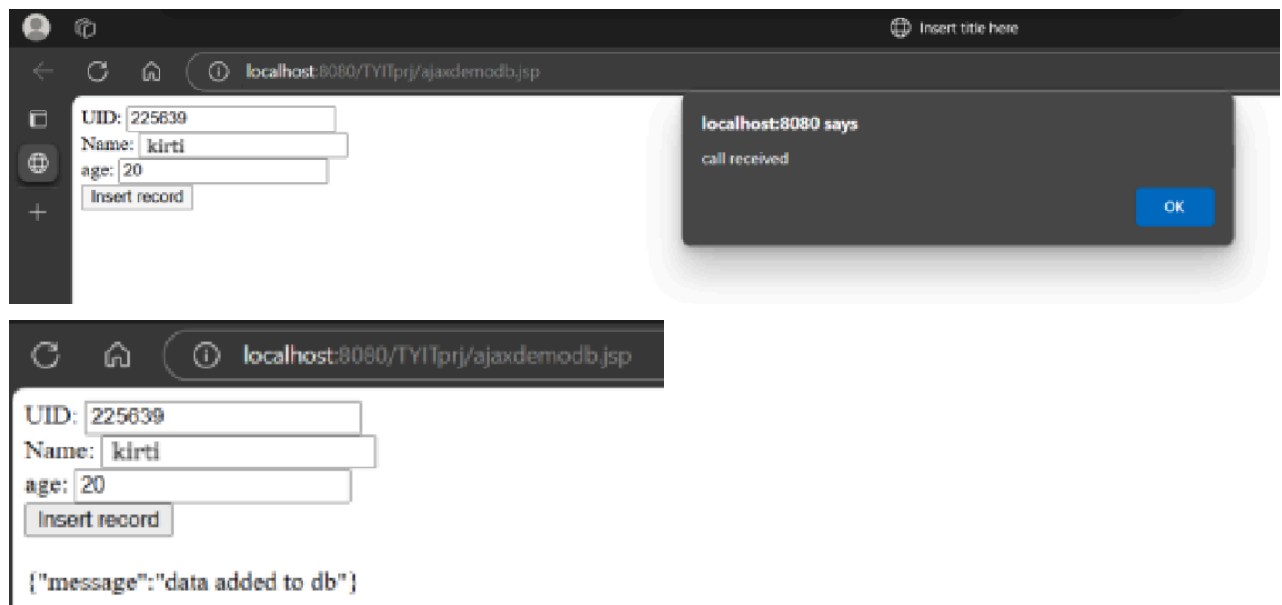 Insert title here
localhost:8080/TYITprj/ajaxdemodb.jsp
UID: 225639
Name: kirti
age: 20
Insert record
localhost:8080 says
call received
OK
localhost:8080/TYITprj/ajaxdemodb.jsp
UID: 225639
Name: kirti
age: 20
Insert record
{"message":"data added to db"}